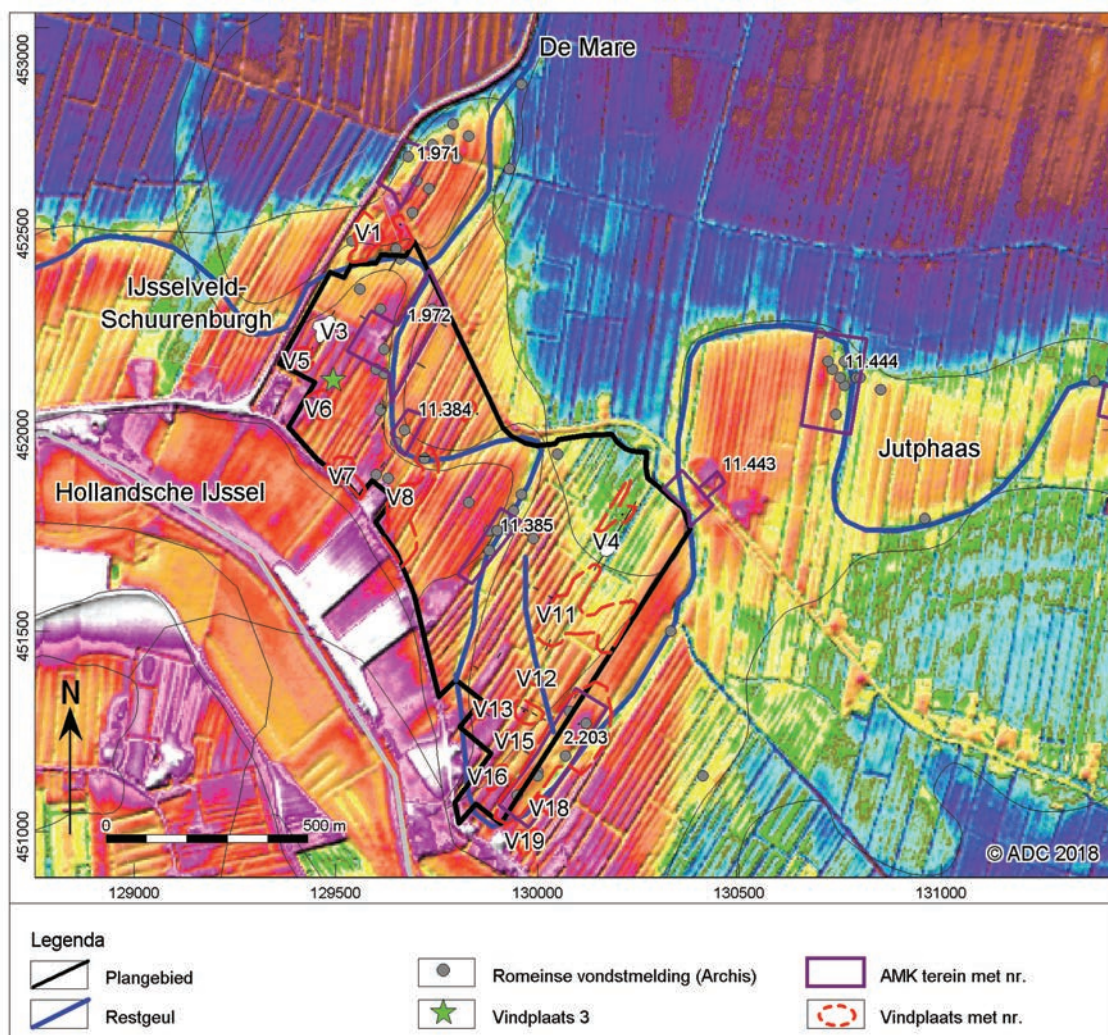 De Mare
453000
1.971
452500
V1
IJsselveld-
Schuurenburgh
V3
1.972
V5
11.444
V6
11.384
452000
Jutphaas
V7
11.443
Hollandsche IJssel
V8
11.385
V4
451500
V11
V12
V13
2.203
V15
N
V16
V18
0
500 m
451000
V19
© ADC 2018
129000
129500
130000
130500
131000
Legenda
Plangebied
Romeinse vondstmelding (Archis)
AMK terein met nr.
Restgeul
Vindplaats 3
Vindplaats met nr.